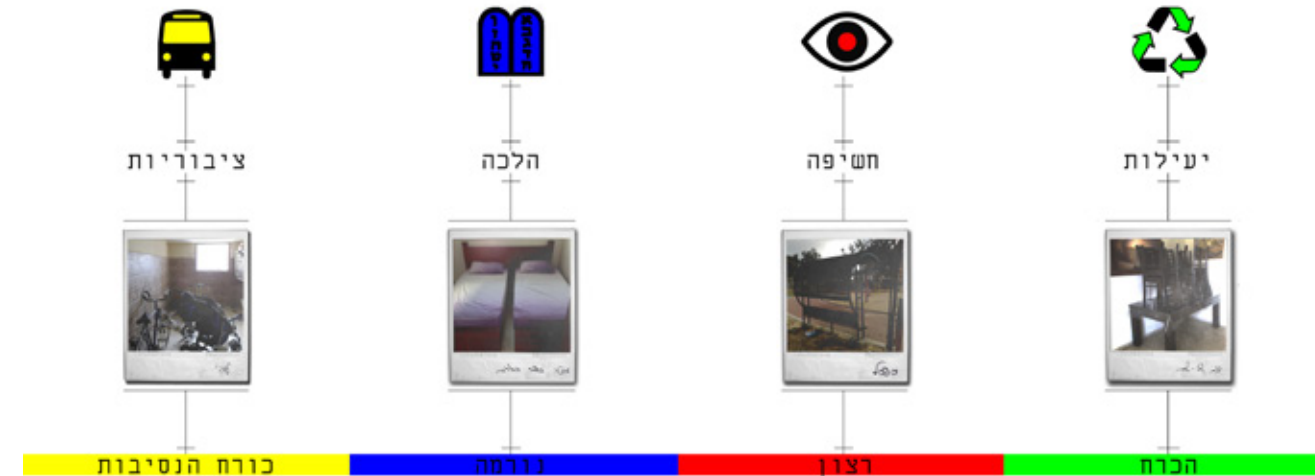 יעילות
חשיפה
הלכה
ציבוריות
הכרח
רצון
נורמה
כורח הנסיבות